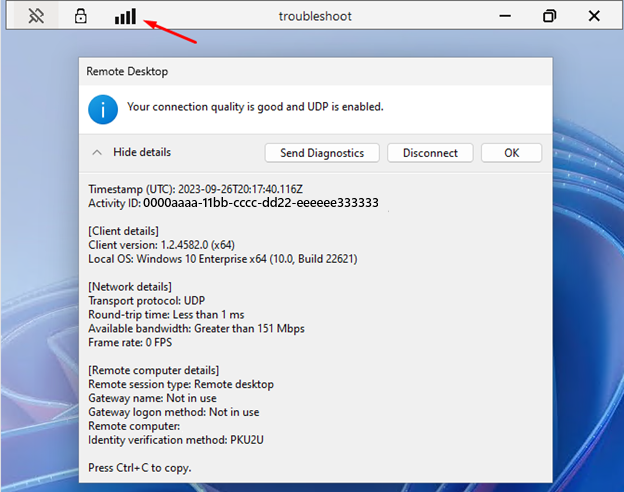 troubleshoot
Remote Desktop
Your connection quality is good and UDP is enabled.
Hide details
Send Diagnostics
Disconnect
OK
Timestamp (UTC): 2023-09-26T20:17:40.116Z
Activity ID: 0000aaaa-11bb-cccc-dd22-eeeeee333333
[Client details]
Client version: 1.2.4582.0 (x64)
Local OS: Windows 10 Enterprise x64 (10.0, Build 22621)
[Network details]
Transport protocol: UDP
Round-trip time: Less than 1 ms
Available bandwidth: Greater than 151 Mbps
Frame rate: 0 FPS
[Remote computer details]
Remote session type: Remote desktop
Gateway name: Not in use
Gateway logon method: Not in use
Remote computer:
Identity verification method: PKU2U
Press Ctrl+C to copy.